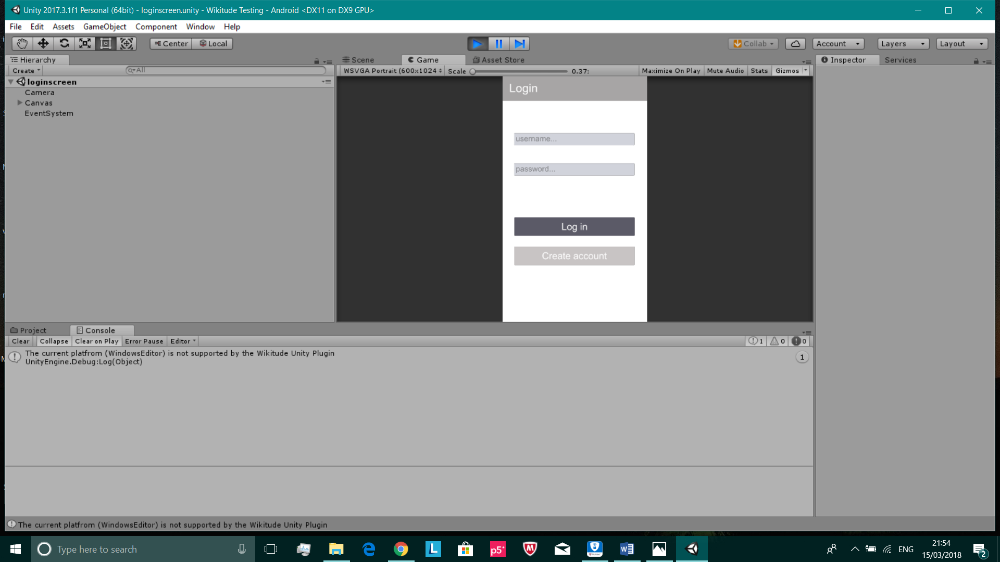 Unity 2017.3.1f1 Personal (64bit) - loginscreen.unity - Wikitude Testing - Android <DX11 on DX9 GPU>
File Edit Assets GameObject Component Window Help
Center Local Collab Account Layers Layout
Hierarchy Scene Game Asset Store Inspector Services
Create All WSVGA Portrait (600x1024 Scale 0.37: Maximize On Play Mute Audio Stats Gizmos
loginscreen
Camera
Canvas
EventSystem
Login
username...
password...
Log in
Create account
Project Console
Clear Collapse Clear on Play Error Pause Editor 1 0 0
The current platfrom (WindowsEditor) is not supported by the Wikitude Unity Plugin
UnityEngine.Debug:Log(Object)
1
The current platfrom (WindowsEditor) is not supported by the Wikitude Unity Plugin
Type here to search
L
p5*
ENG
21:54
15/03/2018
2